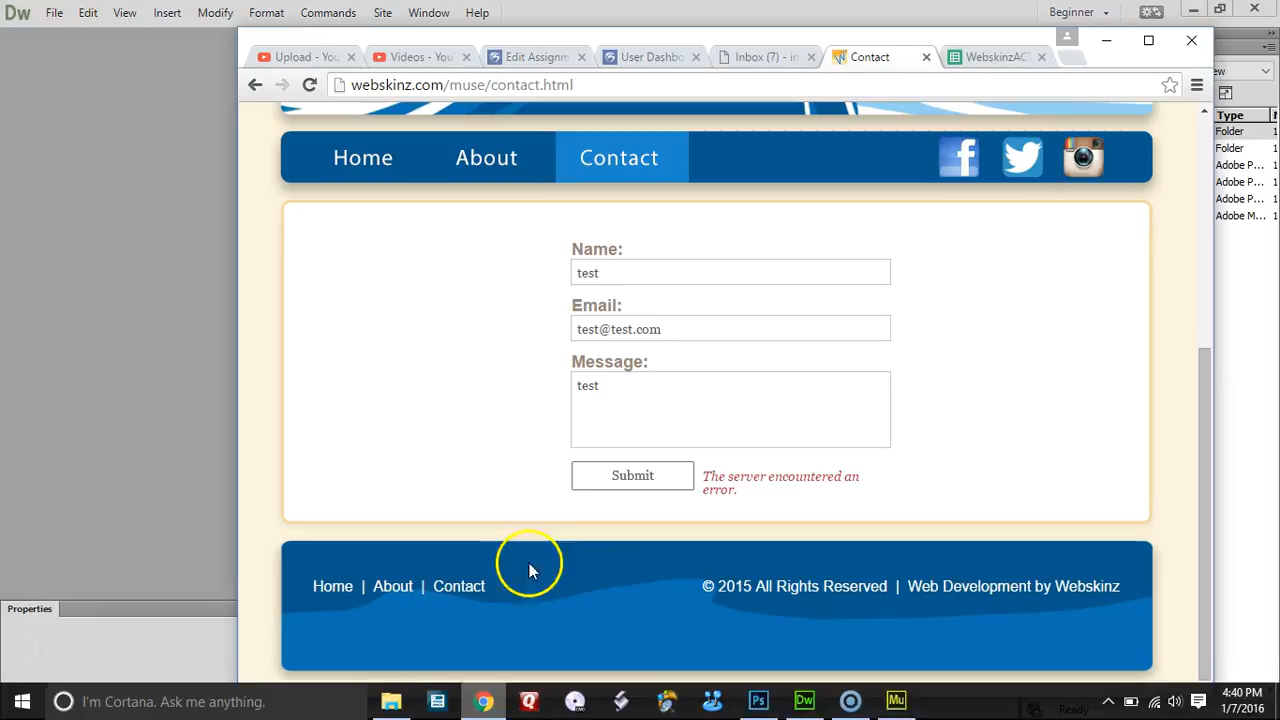 Dw File Edit View Insert Modify Format Commands Site Window Help Beginner
Upload - You Videos - You Edit Assignm User Dashbo Inbox (7) - in Contact WebskinzAC
webskinz.com/muse/contact.html
Type
Folder
Folder
Adobe P...
Adobe P...
Adobe P...
Adobe M...
Home About Contact
Name:
test
Email:
test@test.com
Message:
test
Submit
The server encountered an
error.
Home | About | Contact © 2015 All Rights Reserved | Web Development by Webskinz
Properties
I'm Cortana. Ask me anything.
Ps Dw Mu
Ready
4:40 PM
1/7/2016